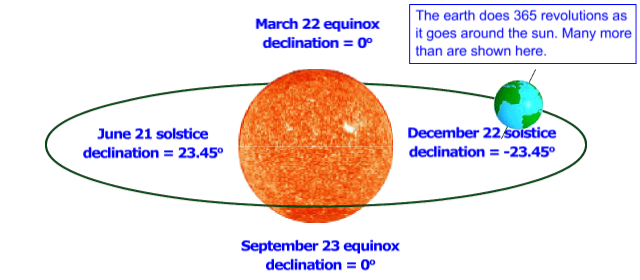 March 22 equinox
declination = 0°
The earth does 365 revolutions as
it goes around the sun. Many more
than are shown here.
June 21 solstice
declination = 23.45°
December 22 solstice
declination = -23.45°
September 23 equinox
declination = 0°